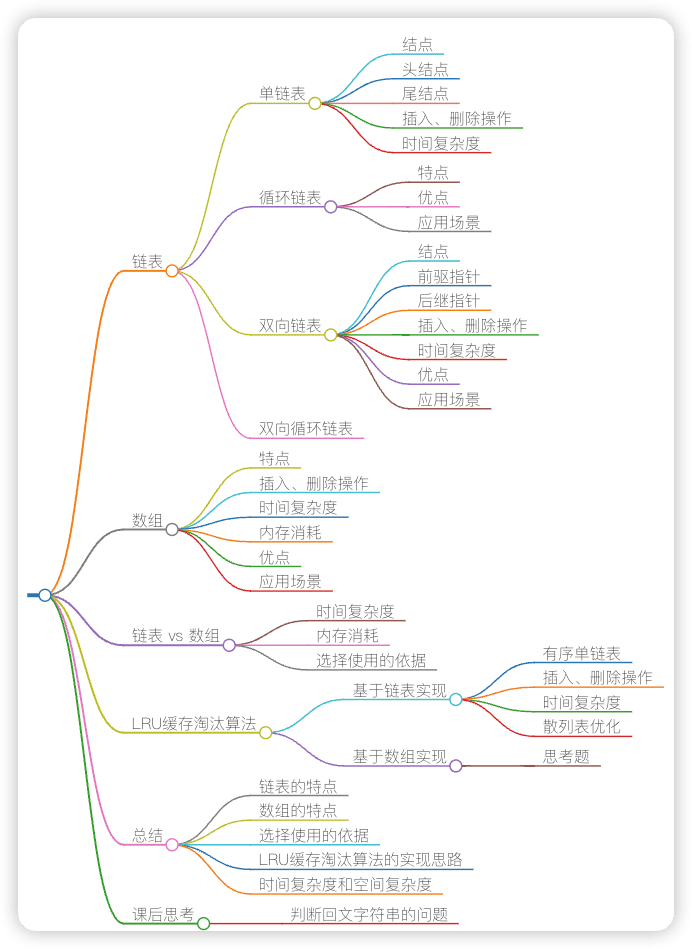 链表
单链表
结点
头结点
尾结点
插入、删除操作
时间复杂度
循环链表
特点
优点
应用场景
双向链表
结点
前驱指针
后继指针
插入、删除操作
时间复杂度
优点
应用场景
双向循环链表
数组
特点
插入、删除操作
时间复杂度
内存消耗
优点
应用场景
链表 vs 数组
时间复杂度
内存消耗
选择使用的依据
LRU缓存淘汰算法
基于链表实现
有序单链表
插入、删除操作
时间复杂度
散列表优化
基于数组实现
思考题
总结
链表的特点
数组的特点
选择使用的依据
LRU缓存淘汰算法的实现思路
时间复杂度和空间复杂度
课后思考
判断回文字符串的问题